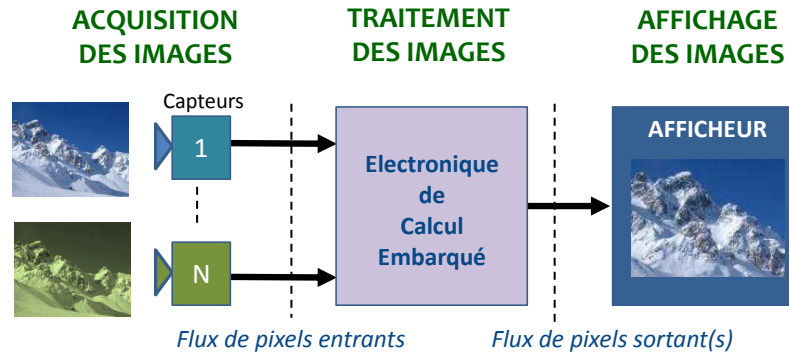 ACQUISITION
DES IMAGES
TRAITEMENT
DES IMAGES
AFFICHAGE
DES IMAGES
Capteurs
1
N
Electronique
de
Calcul
Embarqué
AFFICHEUR
Flux de pixels entrants
Flux de pixels sortant(s)